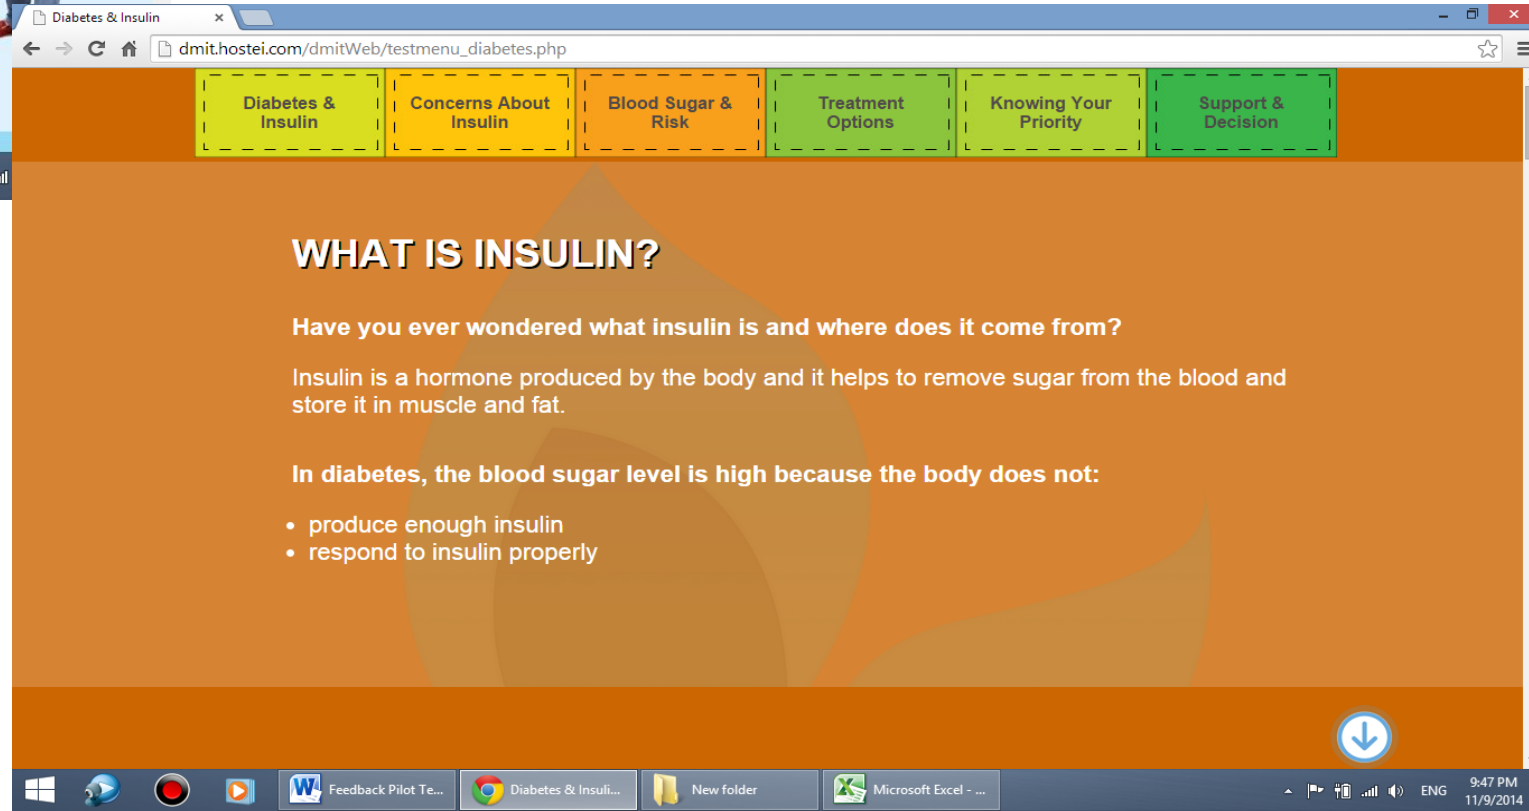 Diabetes & Insulin
dmit.hostei.com/dmitWeb/testmenu_diabetes.php
Diabetes &
Insulin
Concerns About
Insulin
Blood Sugar &
Risk
Treatment
Options
Knowing Your
Priority
Support &
Decision
WHAT IS INSULIN?
Have you ever wondered what insulin is and where does it come from?
Insulin is a hormone produced by the body and it helps to remove sugar from the blood and
store it in muscle and fat.
In diabetes, the blood sugar level is high because the body does not:
• produce enough insulin
• respond to insulin properly
Feedback Pilot Te...
Diabetes & Insuli...
New folder
Microsoft Excel - ...
ENG
9:47 PM
11/9/2014